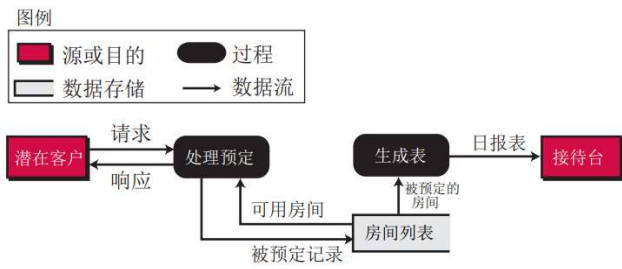 图例
源或目的
过程
数据存储
数据流
潜在客户
请求
响应
处理预定
可用房间
被预定记录
生成表
被预定的
房间
房间列表
日报表
接待台